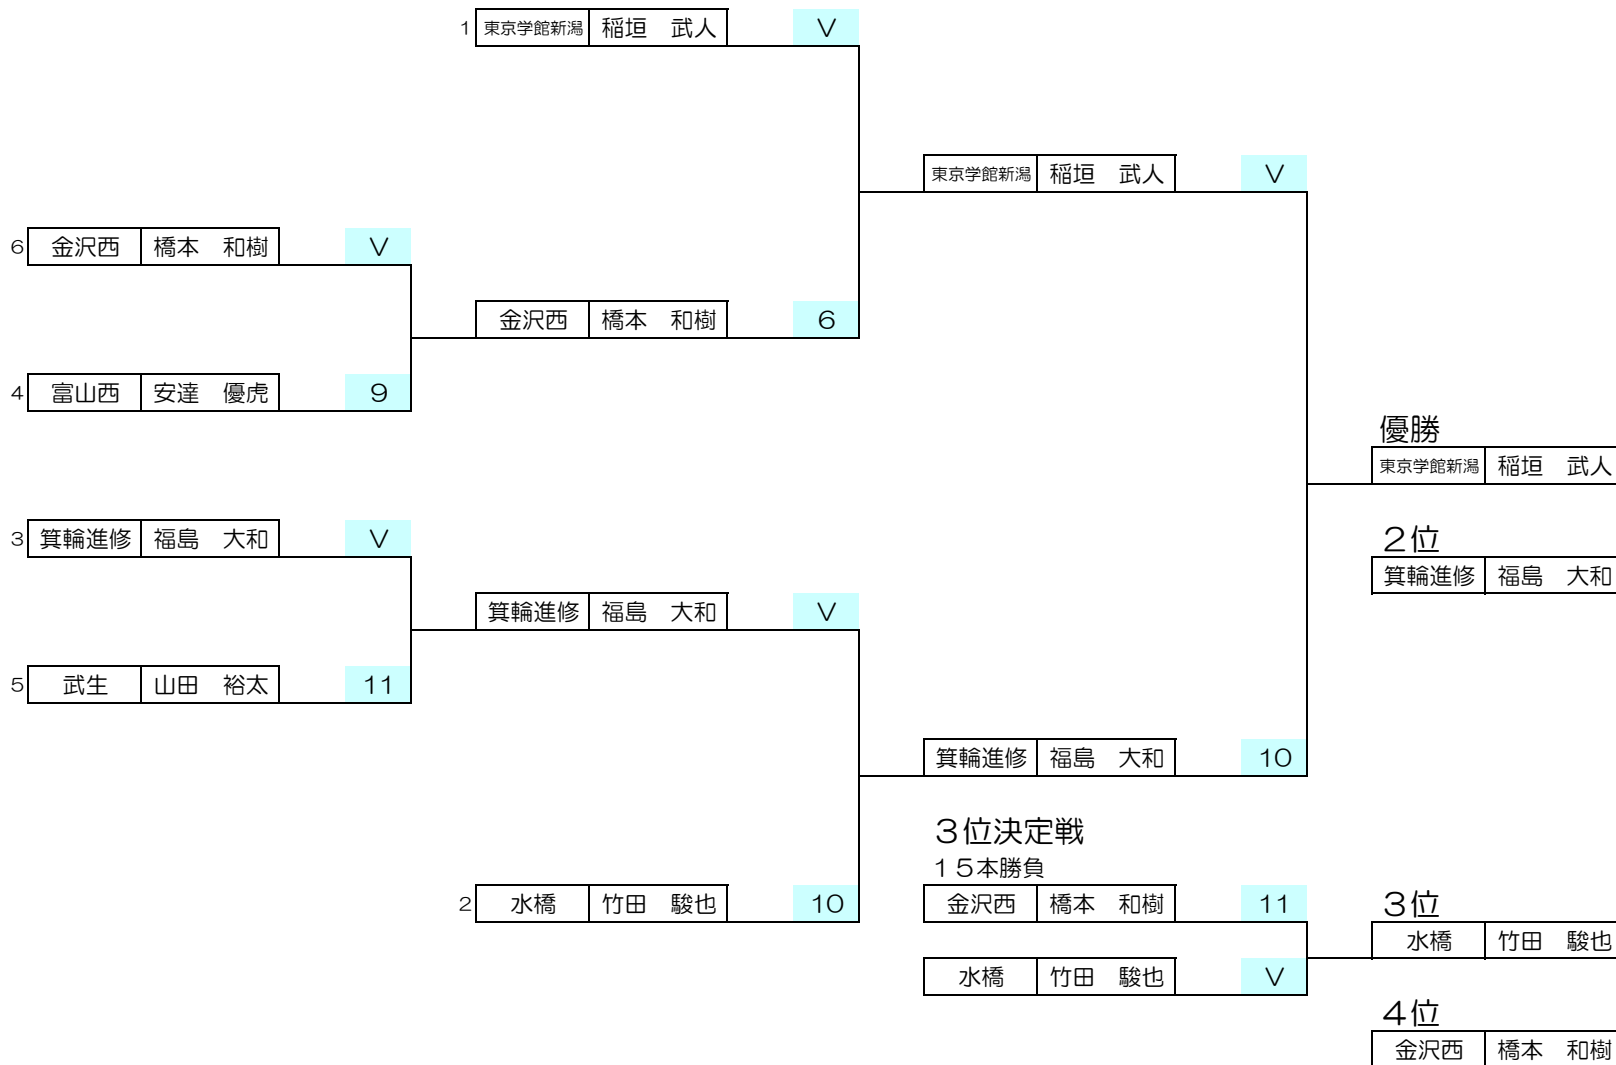 1 東京学館新潟 稲垣　武人 V
東京学館新潟 稲垣　武人 V
6 金沢西 橋本　和樹 V
金沢西 橋本　和樹 6
4 富山西 安達　優虎 9
優勝
東京学館新潟 稲垣　武人
3 箕輪進修 福島　大和 V
２位
箕輪進修 福島　大和
箕輪進修 福島　大和 V
5 武生 山田　裕太 11
箕輪進修 福島　大和 10
３位決定戦
１５本勝負
2 水橋 竹田　駿也 10
金沢西 橋本　和樹 11
３位
水橋 竹田　駿也
水橋 竹田　駿也 V
４位
金沢西 橋本　和樹